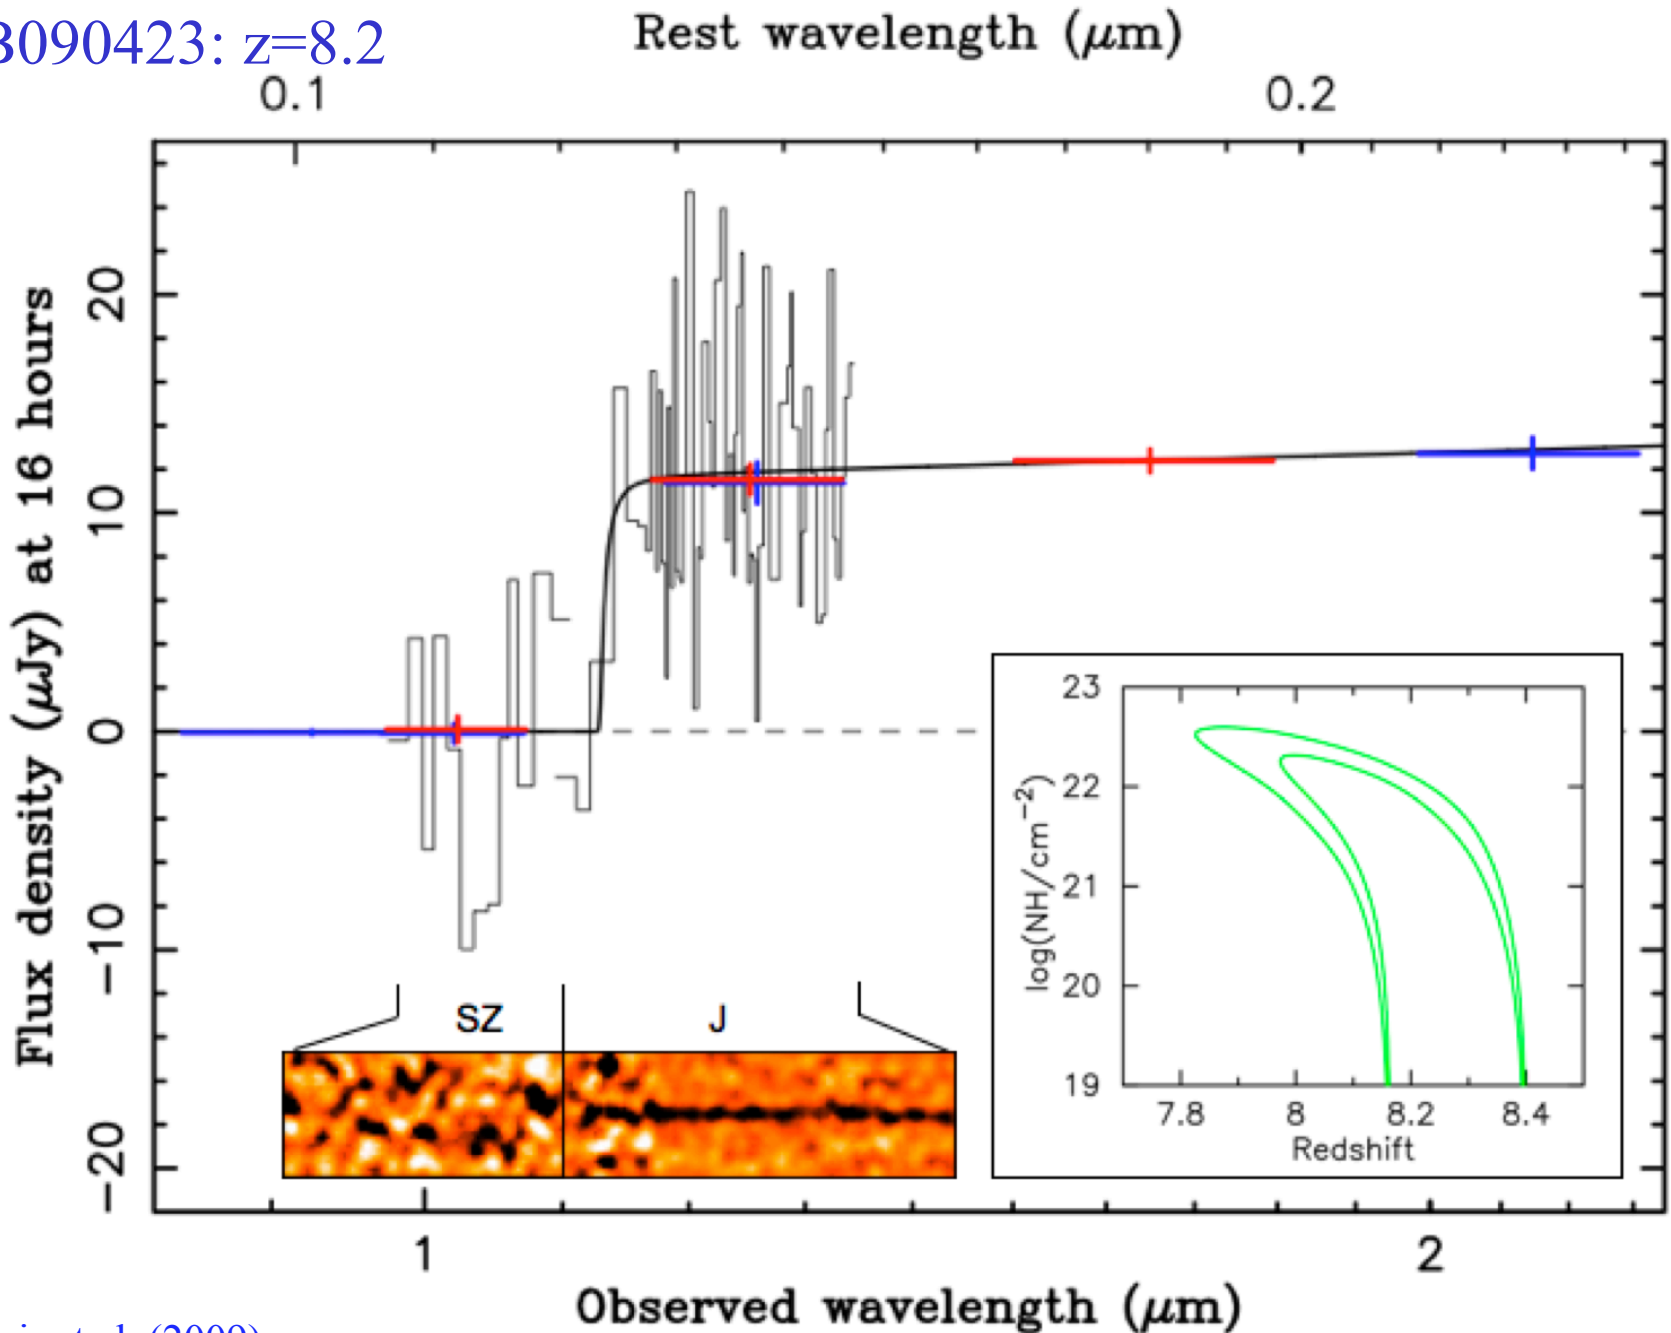 B090423: z=8.2
Rest wavelength (μm)
0.1 0.2
Flux density (μJy) at 16 hours
20
10
0
−10
−20
SZ J
log(NH/cm−2)
23
22
21
20
19
7.8 8 8.2 8.4
Redshift
1 2
Observed wavelength (μm)
(2009)